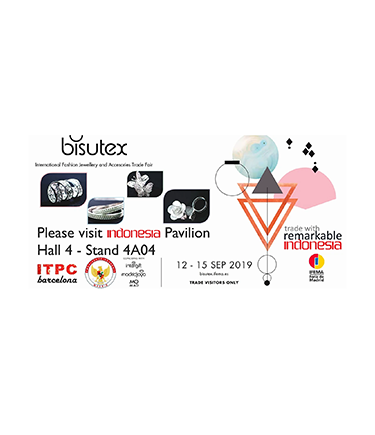 bisutex
International Fashion Jewellery and Accesories Trade Fair
Please visit indonesia Pavilion
Hall 4 - Stand 4A04
ITPC
barcelona
12 - 15 SEP 2019
TRADE VISITORS ONLY
trade with
remarkable
indonesia
IFEMA
Feria de
Madrid